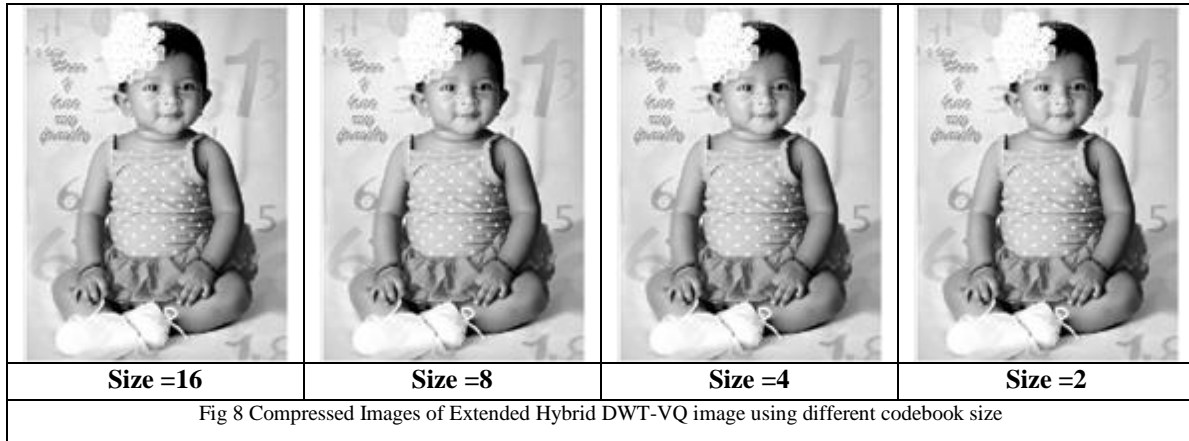 Size =16
Size =8
Size =4
Size =2
Fig 8 Compressed Images of Extended Hybrid DWT-VQ image using different codebook size